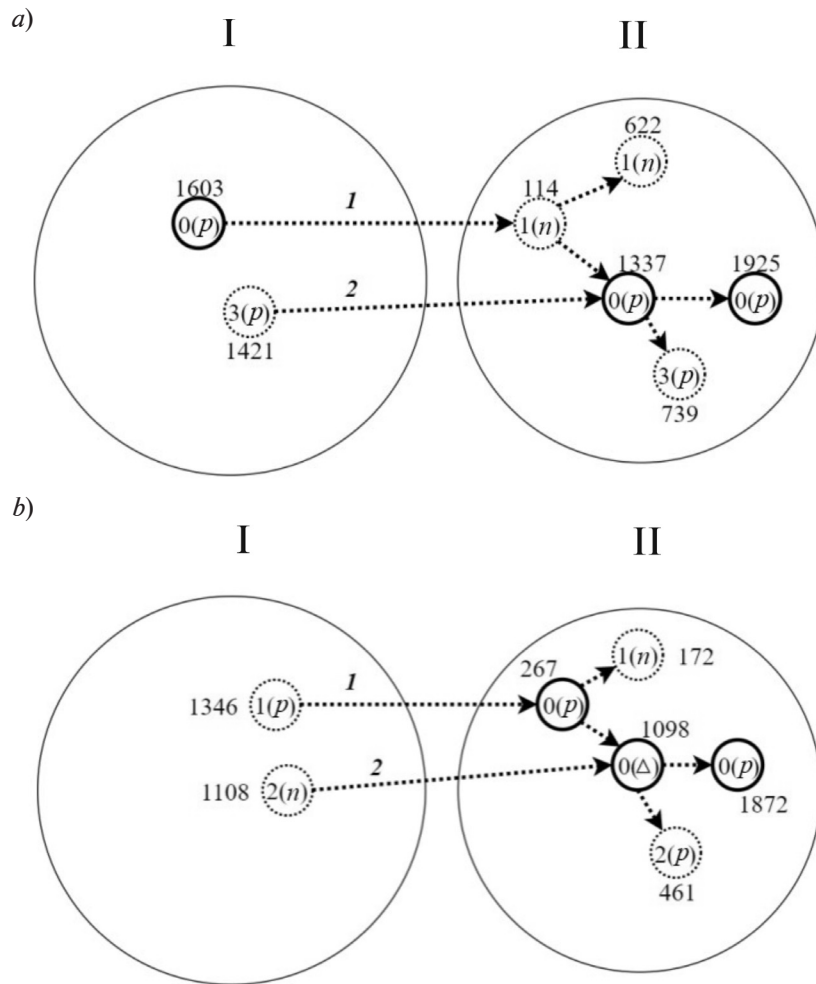 a)
I II
622
1603 1 114 1(n)
0(p) 1(n)
1337 1925
2 0(p) 0(p)
3(p)
1421 3(p)
739
b)
I II
267 1(n) 172
1346 1(p) 1 0(p)
1098
1108 2(n) 2 0(Δ) 0(p)
1872
2(p)
461